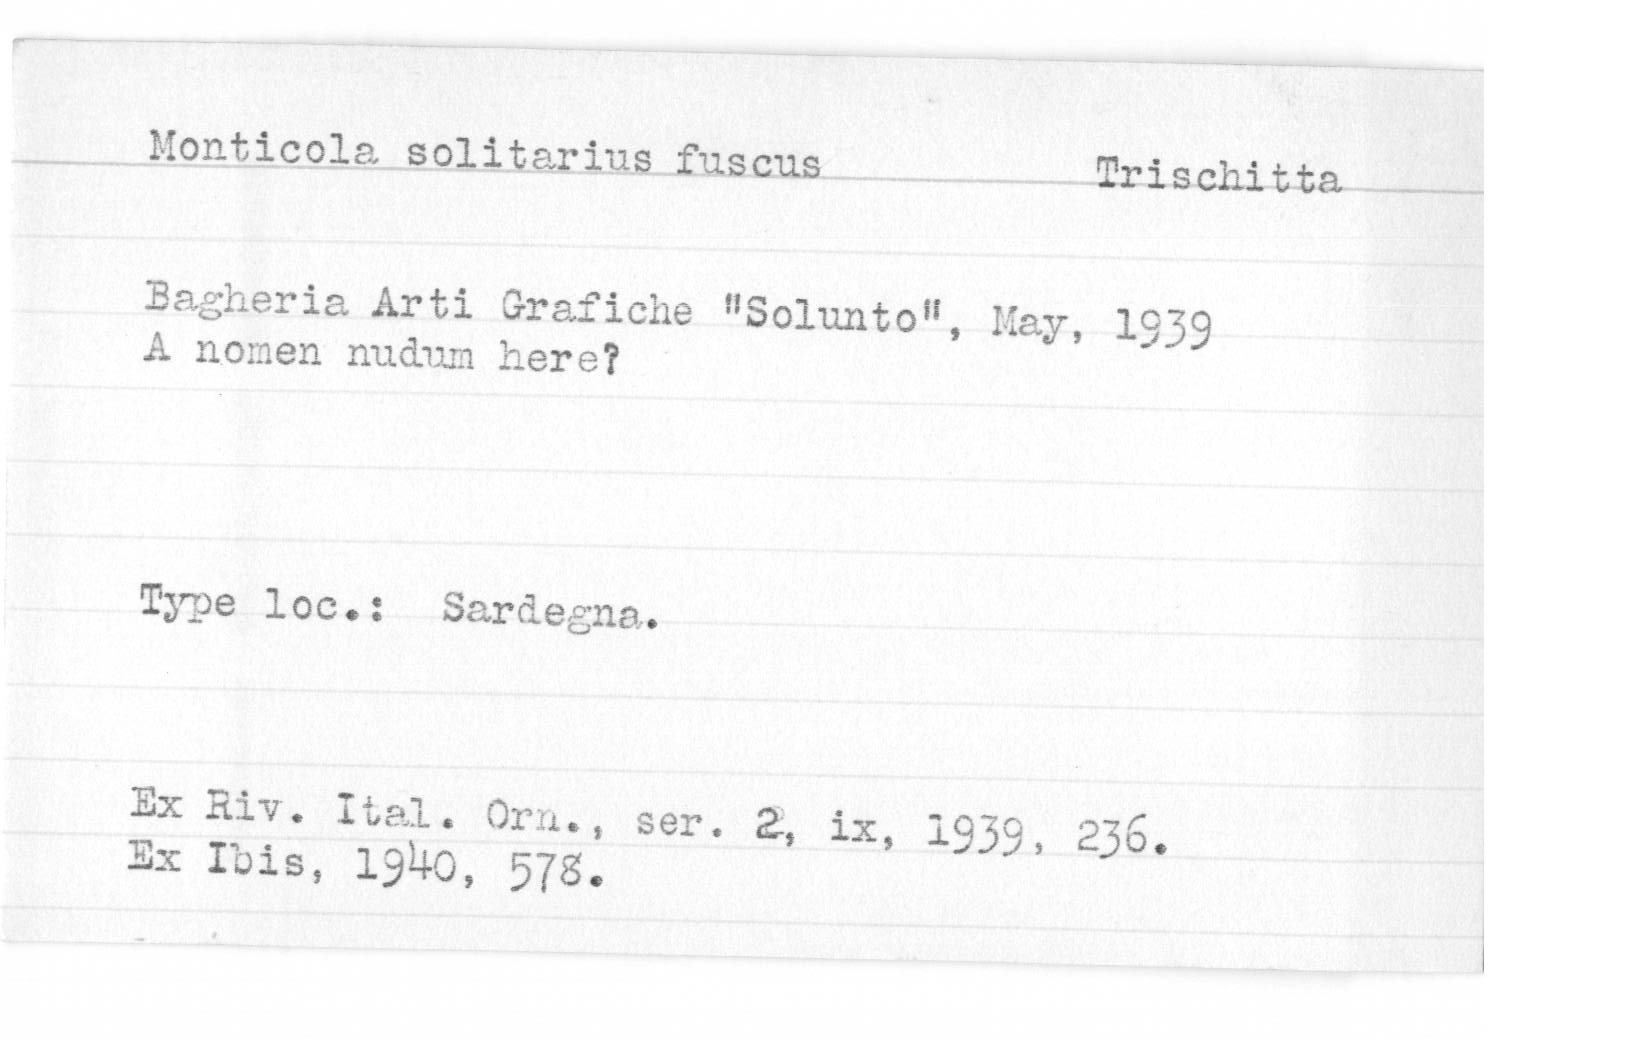 Monticola solitarius fuscus Trischitta
Bagheria Arti Grafiche "Solunto", May, 1939
A nomen nudum here?
Type loc.: Sardegna.
Ex Riv. Ital. Orn., ser. 2, ix, 1939, 236.
Ex Ibis, 1940, 578.